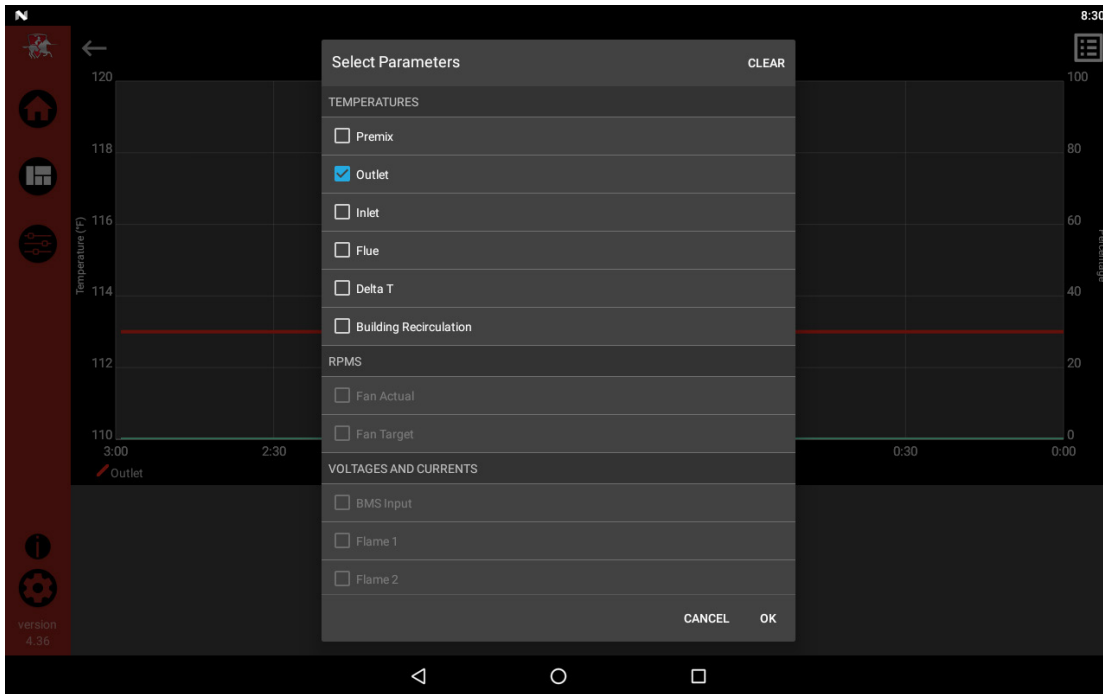 8:30
Select Parameters CLEAR
120 100
TEMPERATURES
Premix
118 80
Outlet
Inlet
116 60
Temperature (°F)
Percentage
Flue
Delta T
114 40
Building Recirculation
RPMS
112 20
Fan Actual
Fan Target
110 0
3:00 2:30 0:30 0:00
Outlet
VOLTAGES AND CURRENTS
BMS Input
Flame 1
Flame 2
CANCEL OK
version
4.36